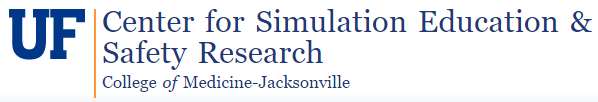 UF
Center for Simulation Education &
Safety Research
College of Medicine-Jacksonville